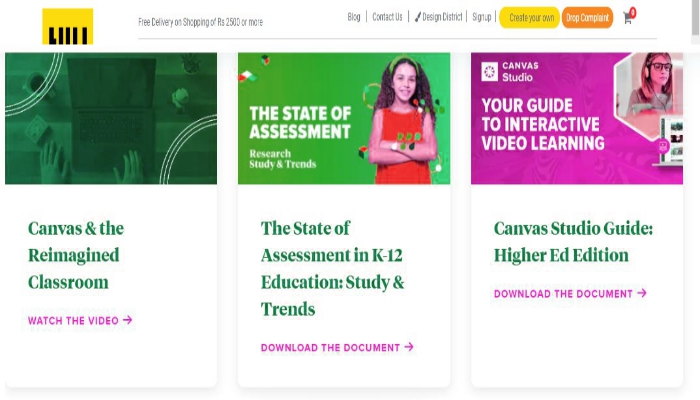 Free Delivery on Shopping of Rs 2500 or more
Blog | Contact Us | Design District | Signup | Create your own Drop Complaint 0
THE STATE OF
ASSESSMENT
Research
Study & Trends
CANVAS
Studio
YOUR GUIDE
TO INTERACTIVE
VIDEO LEARNING
Canvas & the
Reimagined
Classroom
WATCH THE VIDEO →
The State of
Assessment in K-12
Education: Study &
Trends
DOWNLOAD THE DOCUMENT →
Canvas Studio Guide:
Higher Ed Edition
DOWNLOAD THE DOCUMENT →